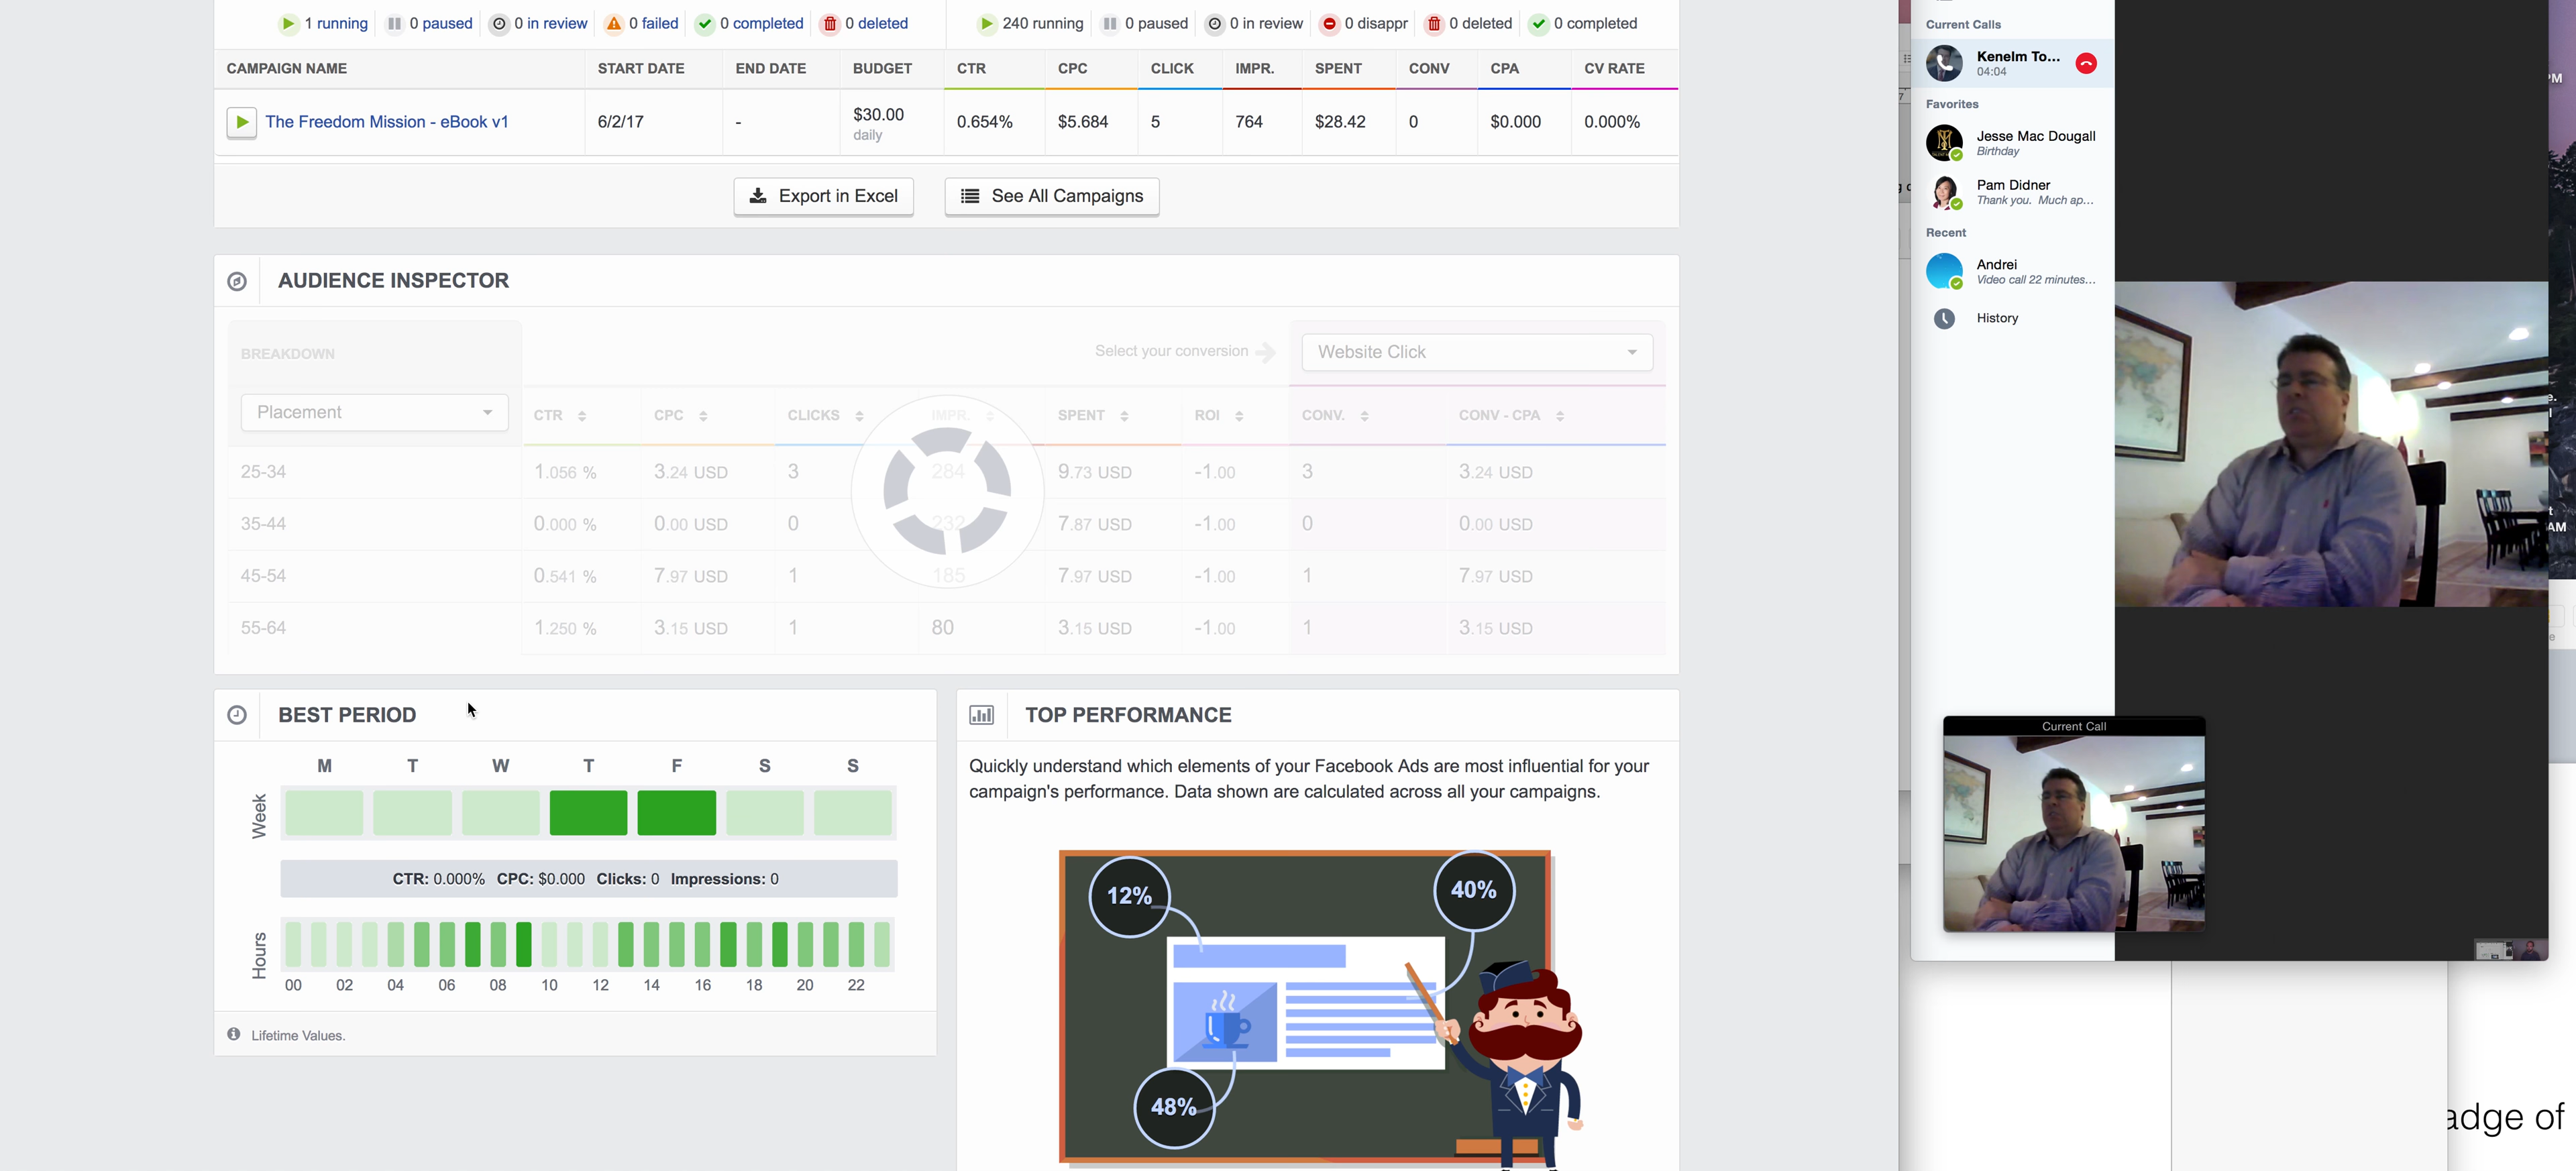 1 running 0 paused 0 in review 0 failed 0 completed 0 deleted 240 running 0 paused 0 in review 0 disappr 0 deleted 0 completed
CAMPAIGN NAME START DATE END DATE BUDGET CTR CPC CLICK IMPR. SPENT CONV CPA CV RATE
The Freedom Mission - eBook v1 6/2/17 - $30.00 0.654% $5.684 5 764 $28.42 0 $0.000 0.000%
daily
Export in Excel See All Campaigns
AUDIENCE INSPECTOR
BREAKDOWN Select your conversion Website Click
Placement CTR CPC CLICKS IMPR. SPENT ROI CONV. CONV - CPA
25-34 1.056 % 3.24 USD 3 284 9.73 USD -1.00 3 3.24 USD
35-44 0.000 % 0.00 USD 0 232 7.87 USD -1.00 0 0.00 USD
45-54 0.541 % 7.97 USD 1 185 7.97 USD -1.00 1 7.97 USD
55-64 1.250 % 3.15 USD 1 80 3.15 USD -1.00 1 3.15 USD
BEST PERIOD
M T W T F S S
Week
CTR: 0.000% CPC: $0.000 Clicks: 0 Impressions: 0
Hours
00 02 04 06 08 10 12 14 16 18 20 22
Lifetime Values.
TOP PERFORMANCE
Quickly understand which elements of your Facebook Ads are most influential for your
campaign's performance. Data shown are calculated across all your campaigns.
12% 40%
48%
Current Calls
Kenelm To...
04:04
Favorites
Jesse Mac Dougall
Birthday
Pam Didner
Thank you. Much ap...
Recent
Andrei
Video call 22 minutes...
History
Current Call
AM
adge of